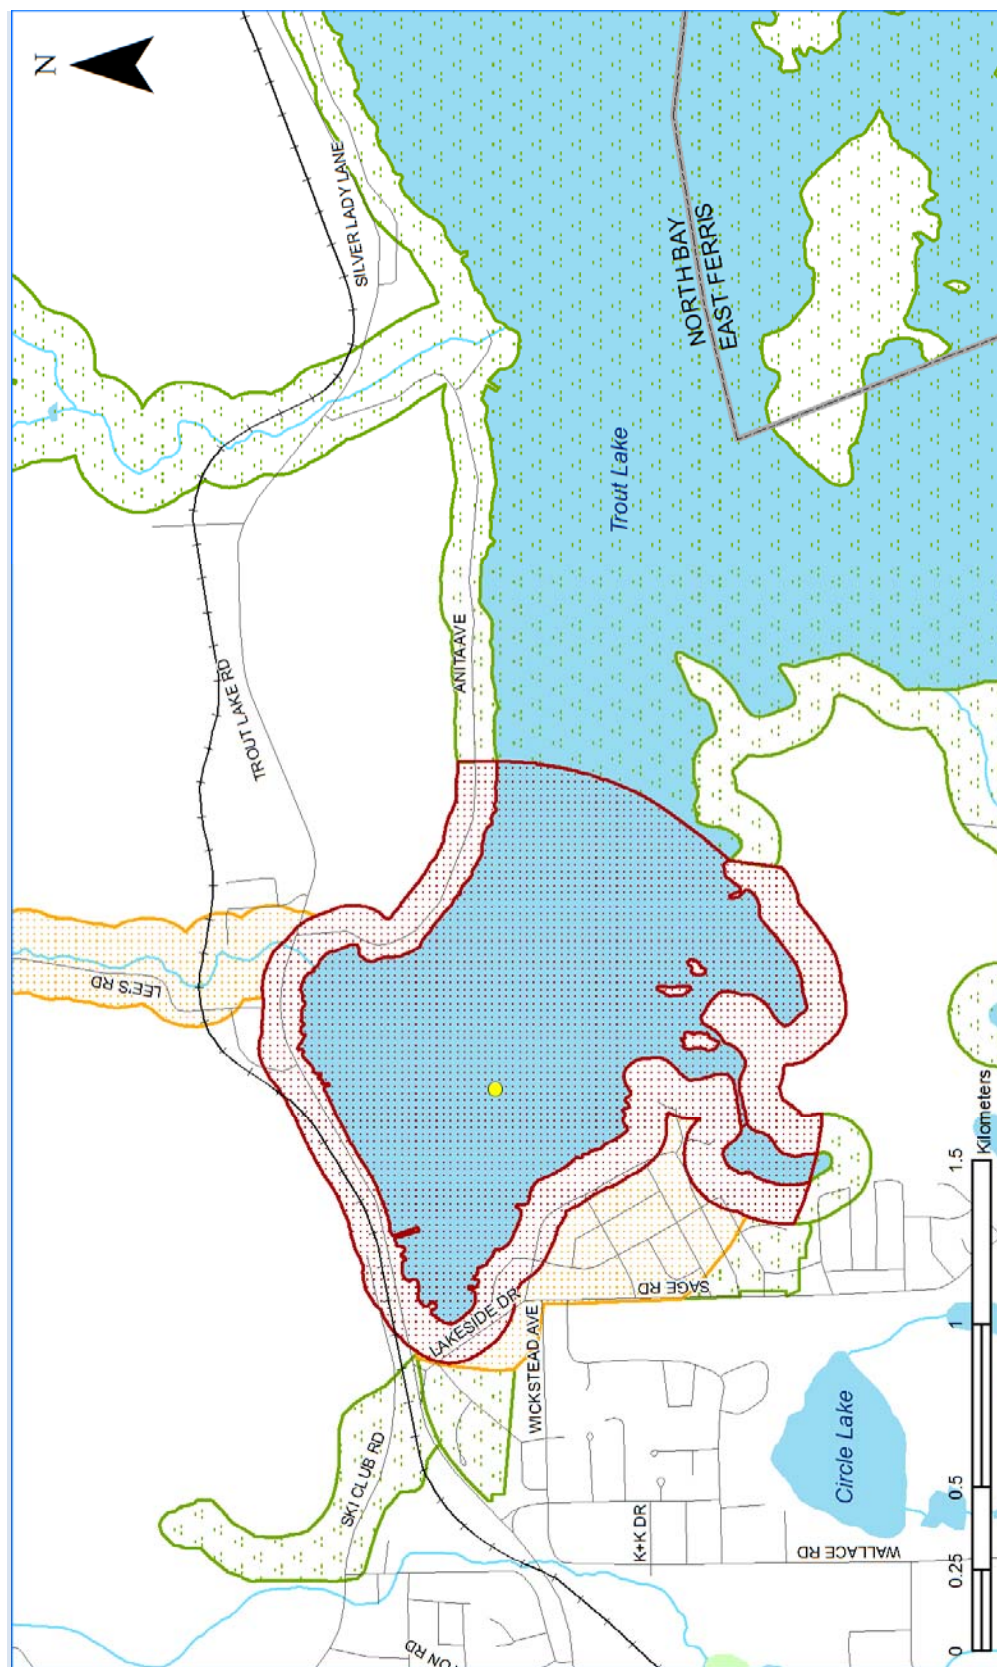 N
SILVER LADY LANE
TROUT LAKE RD
ANITA AVE
LEE'S RD
NORTH BAY
EAST FERRIS
Trout Lake
SKI CLUB RD
LAKESIDE DR
WICKSTEAD AVE
SAGE RD
K+K DR
WALLACE RD
Circle Lake
ON RD
0 0.25 0.5 1 1.5
Kilometers